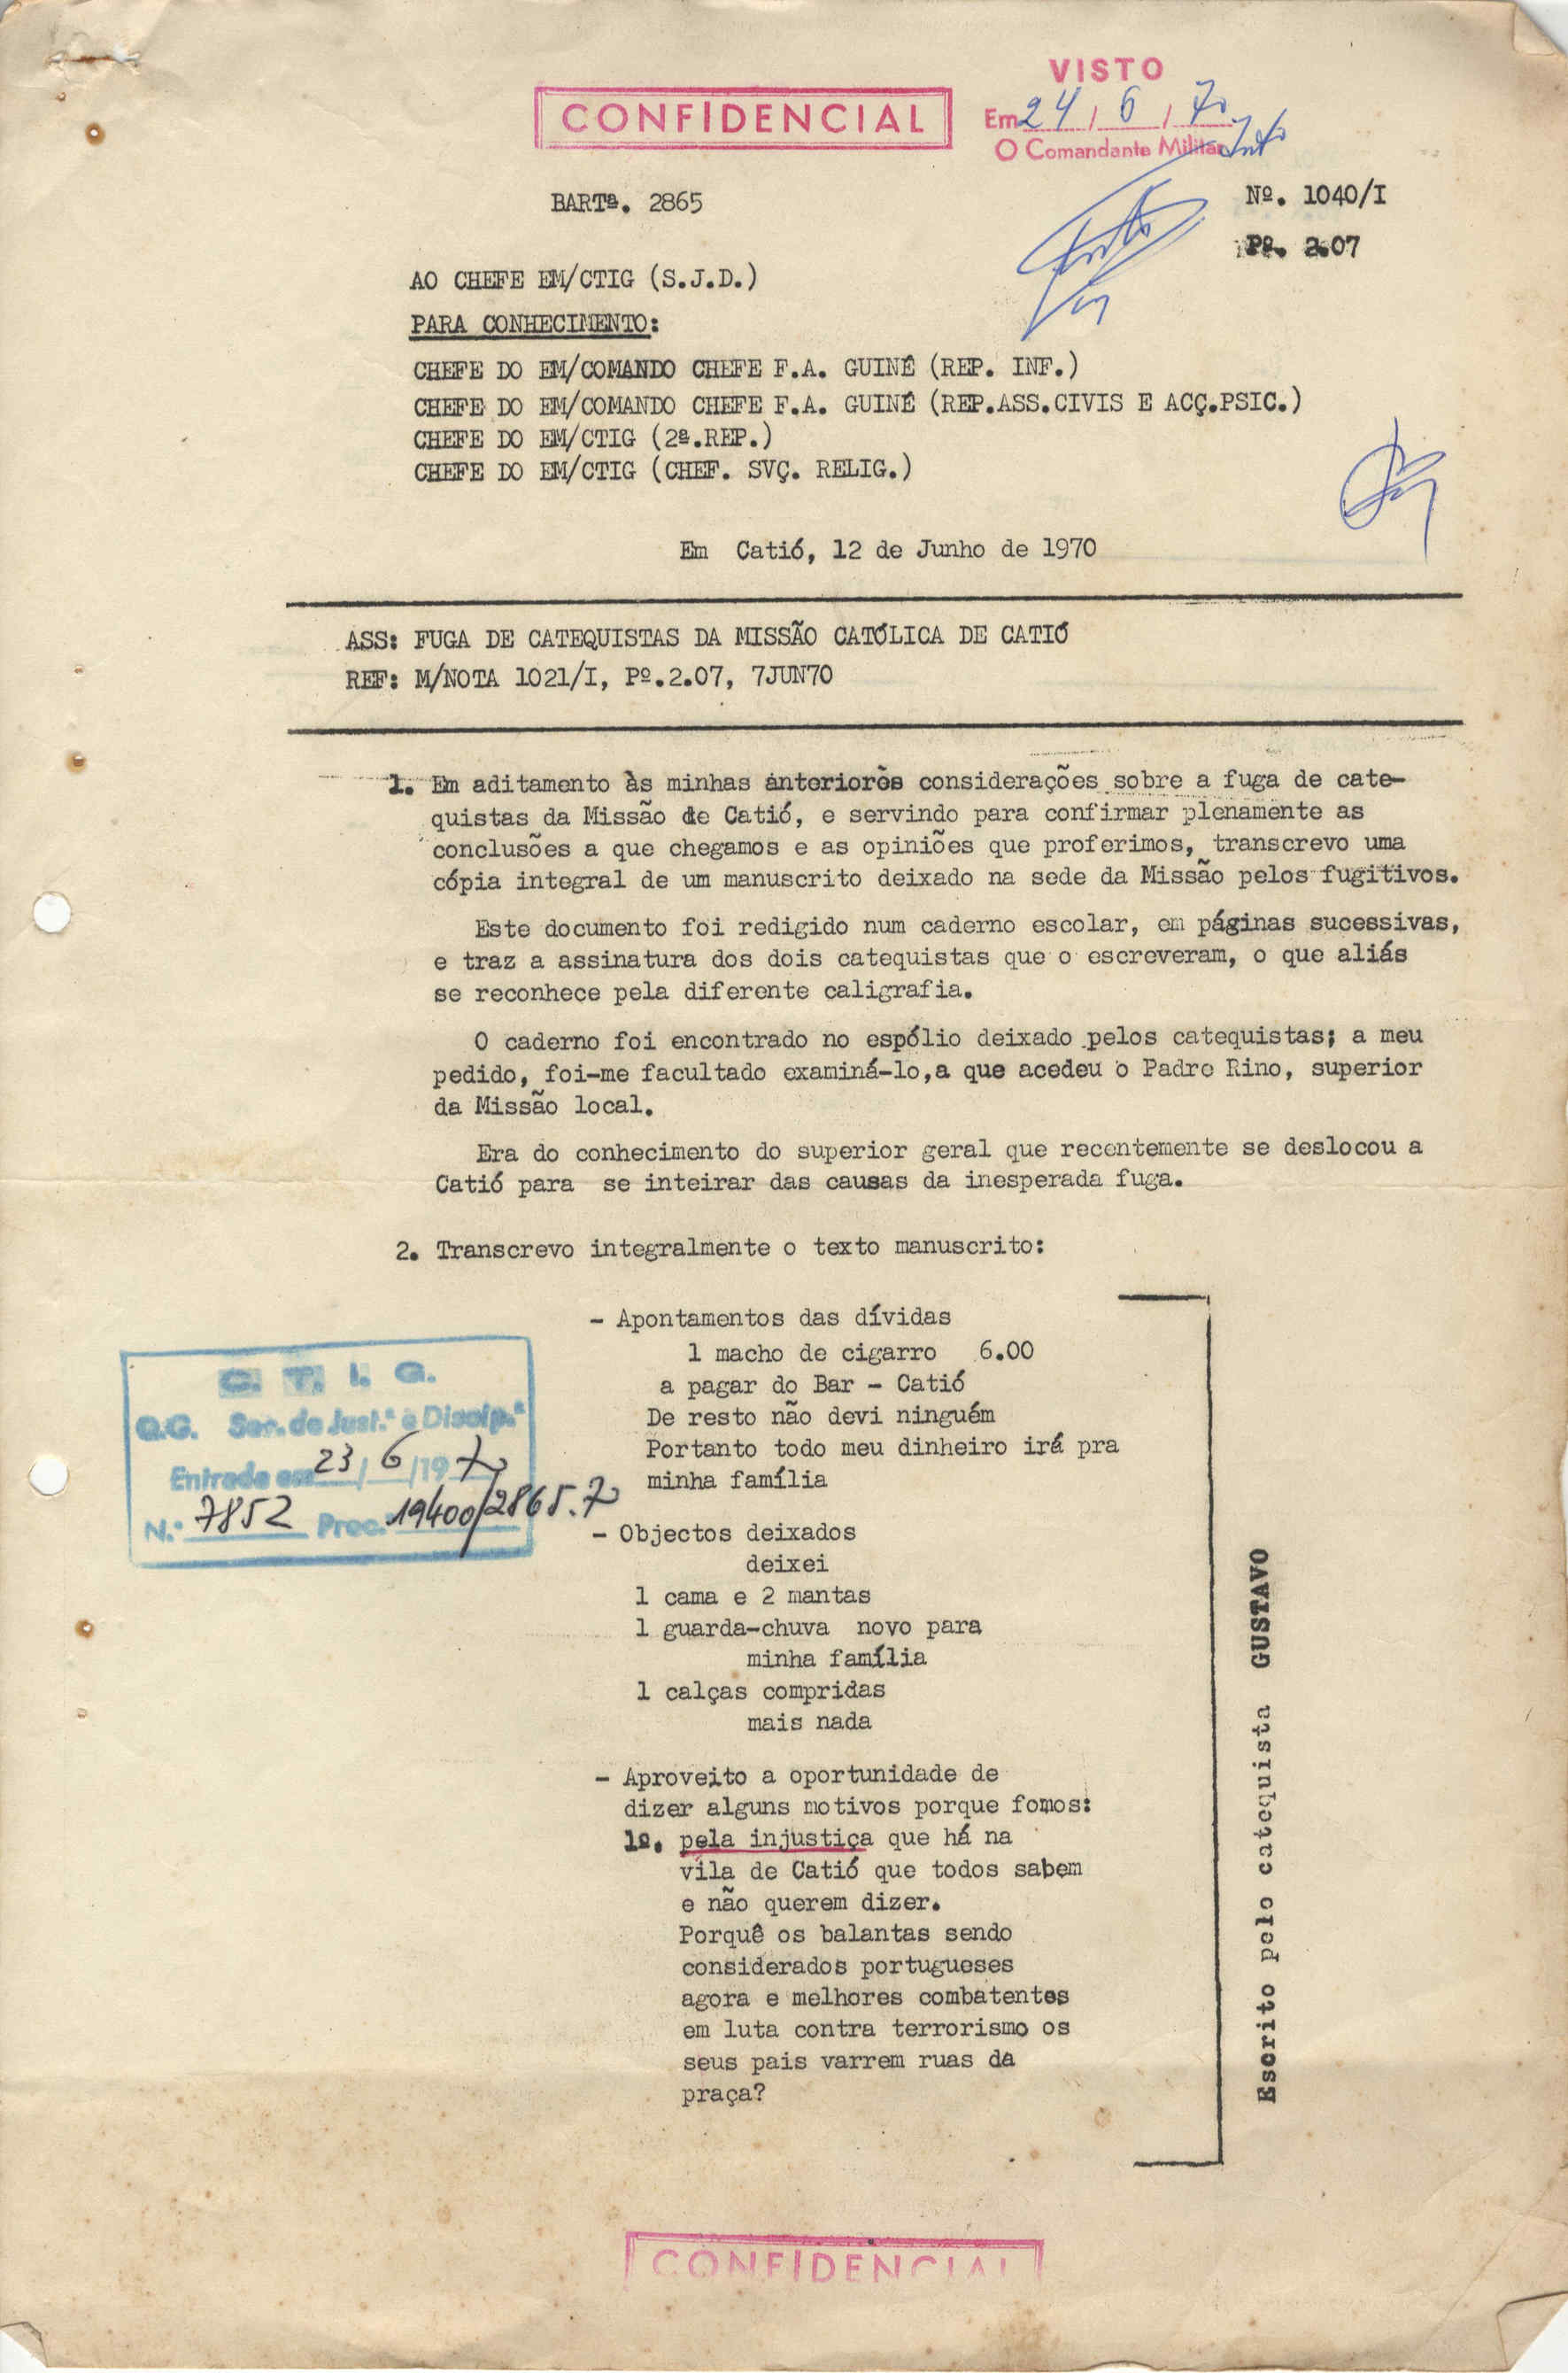 CONFIDENCIAL
VISTO
Em 24/6/70
O Comandante Militar
BARTª. 2865
Nº. 1040/I
Pº. 2.07
AO CHEFE EM/CTIG (S.J.D.)
PARA CONHECIMENTO:
CHEFE DO EM/COMANDO CHEFE F.A. GUINÉ (REP. INF.)
CHEFE DO EM/COMANDO CHEFE F.A. GUINÉ (REP.ASS.CIVIS E ACÇ.PSIC.)
CHEFE DO EM/CTIG (2ª.REP.)
CHEFE DO EM/CTIG (CHEF. SVÇ. RELIG.)
Em Catió, 12 de Junho de 1970
ASS: FUGA DE CATEQUISTAS DA MISSÃO CATÓLICA DE CATIÓ
REF: M/NOTA 1021/I, Pº.2.07, 7JUN70
1. Em aditamento às minhas anteriores considerações sobre a fuga de cate-
quistas da Missão de Catió, e servindo para confirmar plenamente as
conclusões a que chegamos e as opiniões que proferimos, transcrevo uma
cópia integral de um manuscrito deixado na sede da Missão pelos fugitivos.
Este documento foi redigido num caderno escolar, em páginas sucessivas,
e traz a assinatura dos dois catequistas que o escreveram, o que aliás
se reconhece pela diferente caligrafia.
O caderno foi encontrado no espólio deixado pelos catequistas; a meu
pedido, foi-me facultado examiná-lo,a que acedeu o Padre Rino, superior
da Missão local.
Era do conhecimento do superior geral que recentemente se deslocou a
Catió para se inteirar das causas da inesperada fuga.
2. Transcrevo integralmente o texto manuscrito:
- Apontamentos das dívidas
1 macho de cigarro 6.00
a pagar do Bar - Catió
De resto não devi ninguém
Portanto todo meu dinheiro irá pra
minha família
- Objectos deixados
deixei
1 cama e 2 mantas
1 guarda-chuva novo para
minha família
1 calças compridas
mais nada
- Aproveito a oportunidade de
dizer alguns motivos porque fomos:
1º. pela injustiça que há na
vila de Catió que todos sabem
e não querem dizer.
Porquê os balantas sendo
considerados portugueses
agora e melhores combatentes
em luta contra terrorismo os
seus pais varrem ruas da
praça?
Escrito pelo catequista GUSTAVO
C. T. I. G.
Q.G. Sec. de Just.ª e Discip.ª
Entrada em 23/6/1970
N.º 7852 Proc. 19400/2865.70
CONFIDENCIAL